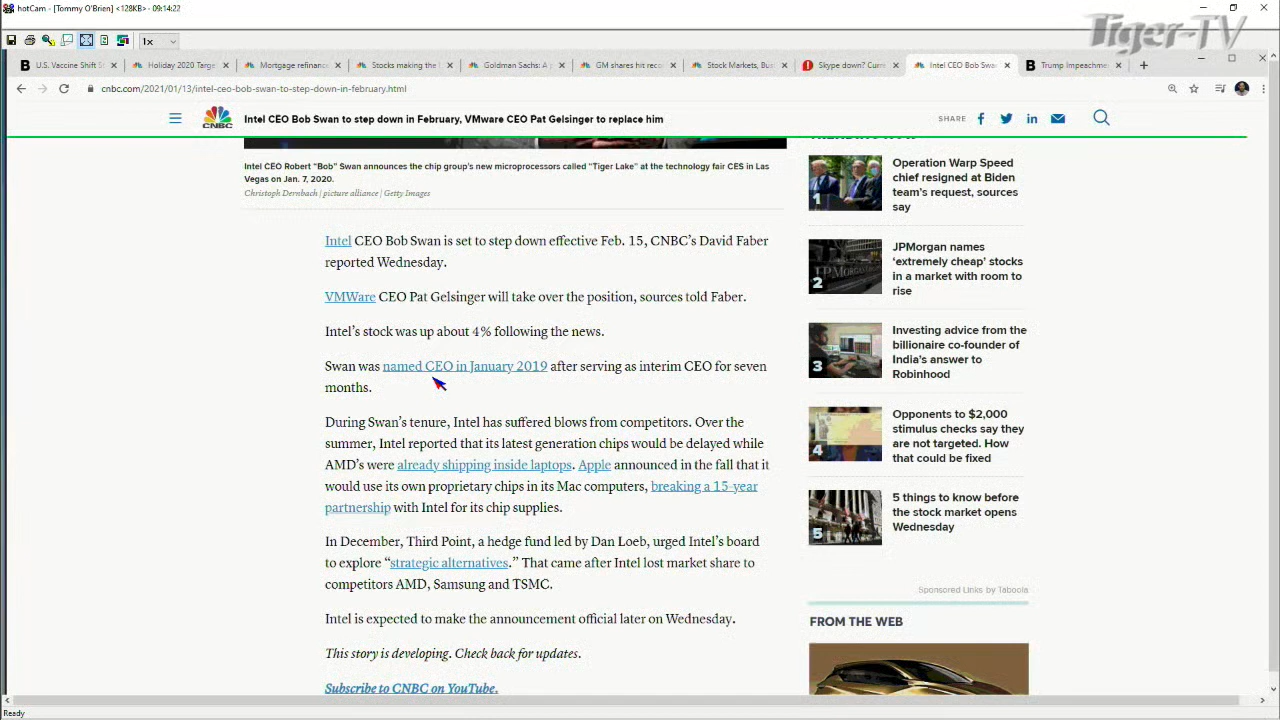 hotCam - [Tommy O'Brien] <128KB> - 09:14:22
1x
Tiger-TV
U.S. Vaccine Shift S
Holiday 2020 Targe
Mortgage refinanc
Stocks making the
Goldman Sachs: A
GM shares hit reco
Stock Markets, Bus
Skype down? Curr
Intel CEO Bob Swa
Trump Impeachme
cnbc.com/2021/01/13/intel-ceo-bob-swan-to-step-down-in-february.html
CNBC
Intel CEO Bob Swan to step down in February, VMware CEO Pat Gelsinger to replace him
SHARE
Intel CEO Robert “Bob” Swan announces the chip group's new microprocessors called “Tiger Lake” at the technology fair CES in Las
Vegas on Jan. 7, 2020.
Christoph Dernbach | picture alliance | Getty Images
Intel CEO Bob Swan is set to step down effective Feb. 15, CNBC’s David Faber
reported Wednesday.
VMWare CEO Pat Gelsinger will take over the position, sources told Faber.
Intel’s stock was up about 4% following the news.
Swan was named CEO in January 2019 after serving as interim CEO for seven
months.
During Swan’s tenure, Intel has suffered blows from competitors. Over the
summer, Intel reported that its latest generation chips would be delayed while
AMD’s were already shipping inside laptops. Apple announced in the fall that it
would use its own proprietary chips in its Mac computers, breaking a 15-year
partnership with Intel for its chip supplies.
In December, Third Point, a hedge fund led by Dan Loeb, urged Intel’s board
to explore “strategic alternatives.” That came after Intel lost market share to
competitors AMD, Samsung and TSMC.
Intel is expected to make the announcement official later on Wednesday.
This story is developing. Check back for updates.
Subscribe to CNBC on YouTube.
1
Operation Warp Speed
chief resigned at Biden
team’s request, sources
say
2
JPMorgan names
‘extremely cheap’ stocks
in a market with room to
rise
3
Investing advice from the
billionaire co-founder of
India’s answer to
Robinhood
4
Opponents to $2,000
stimulus checks say they
are not targeted. How
that could be fixed
5
5 things to know before
the stock market opens
Wednesday
Sponsored Links by Taboola
FROM THE WEB
Ready